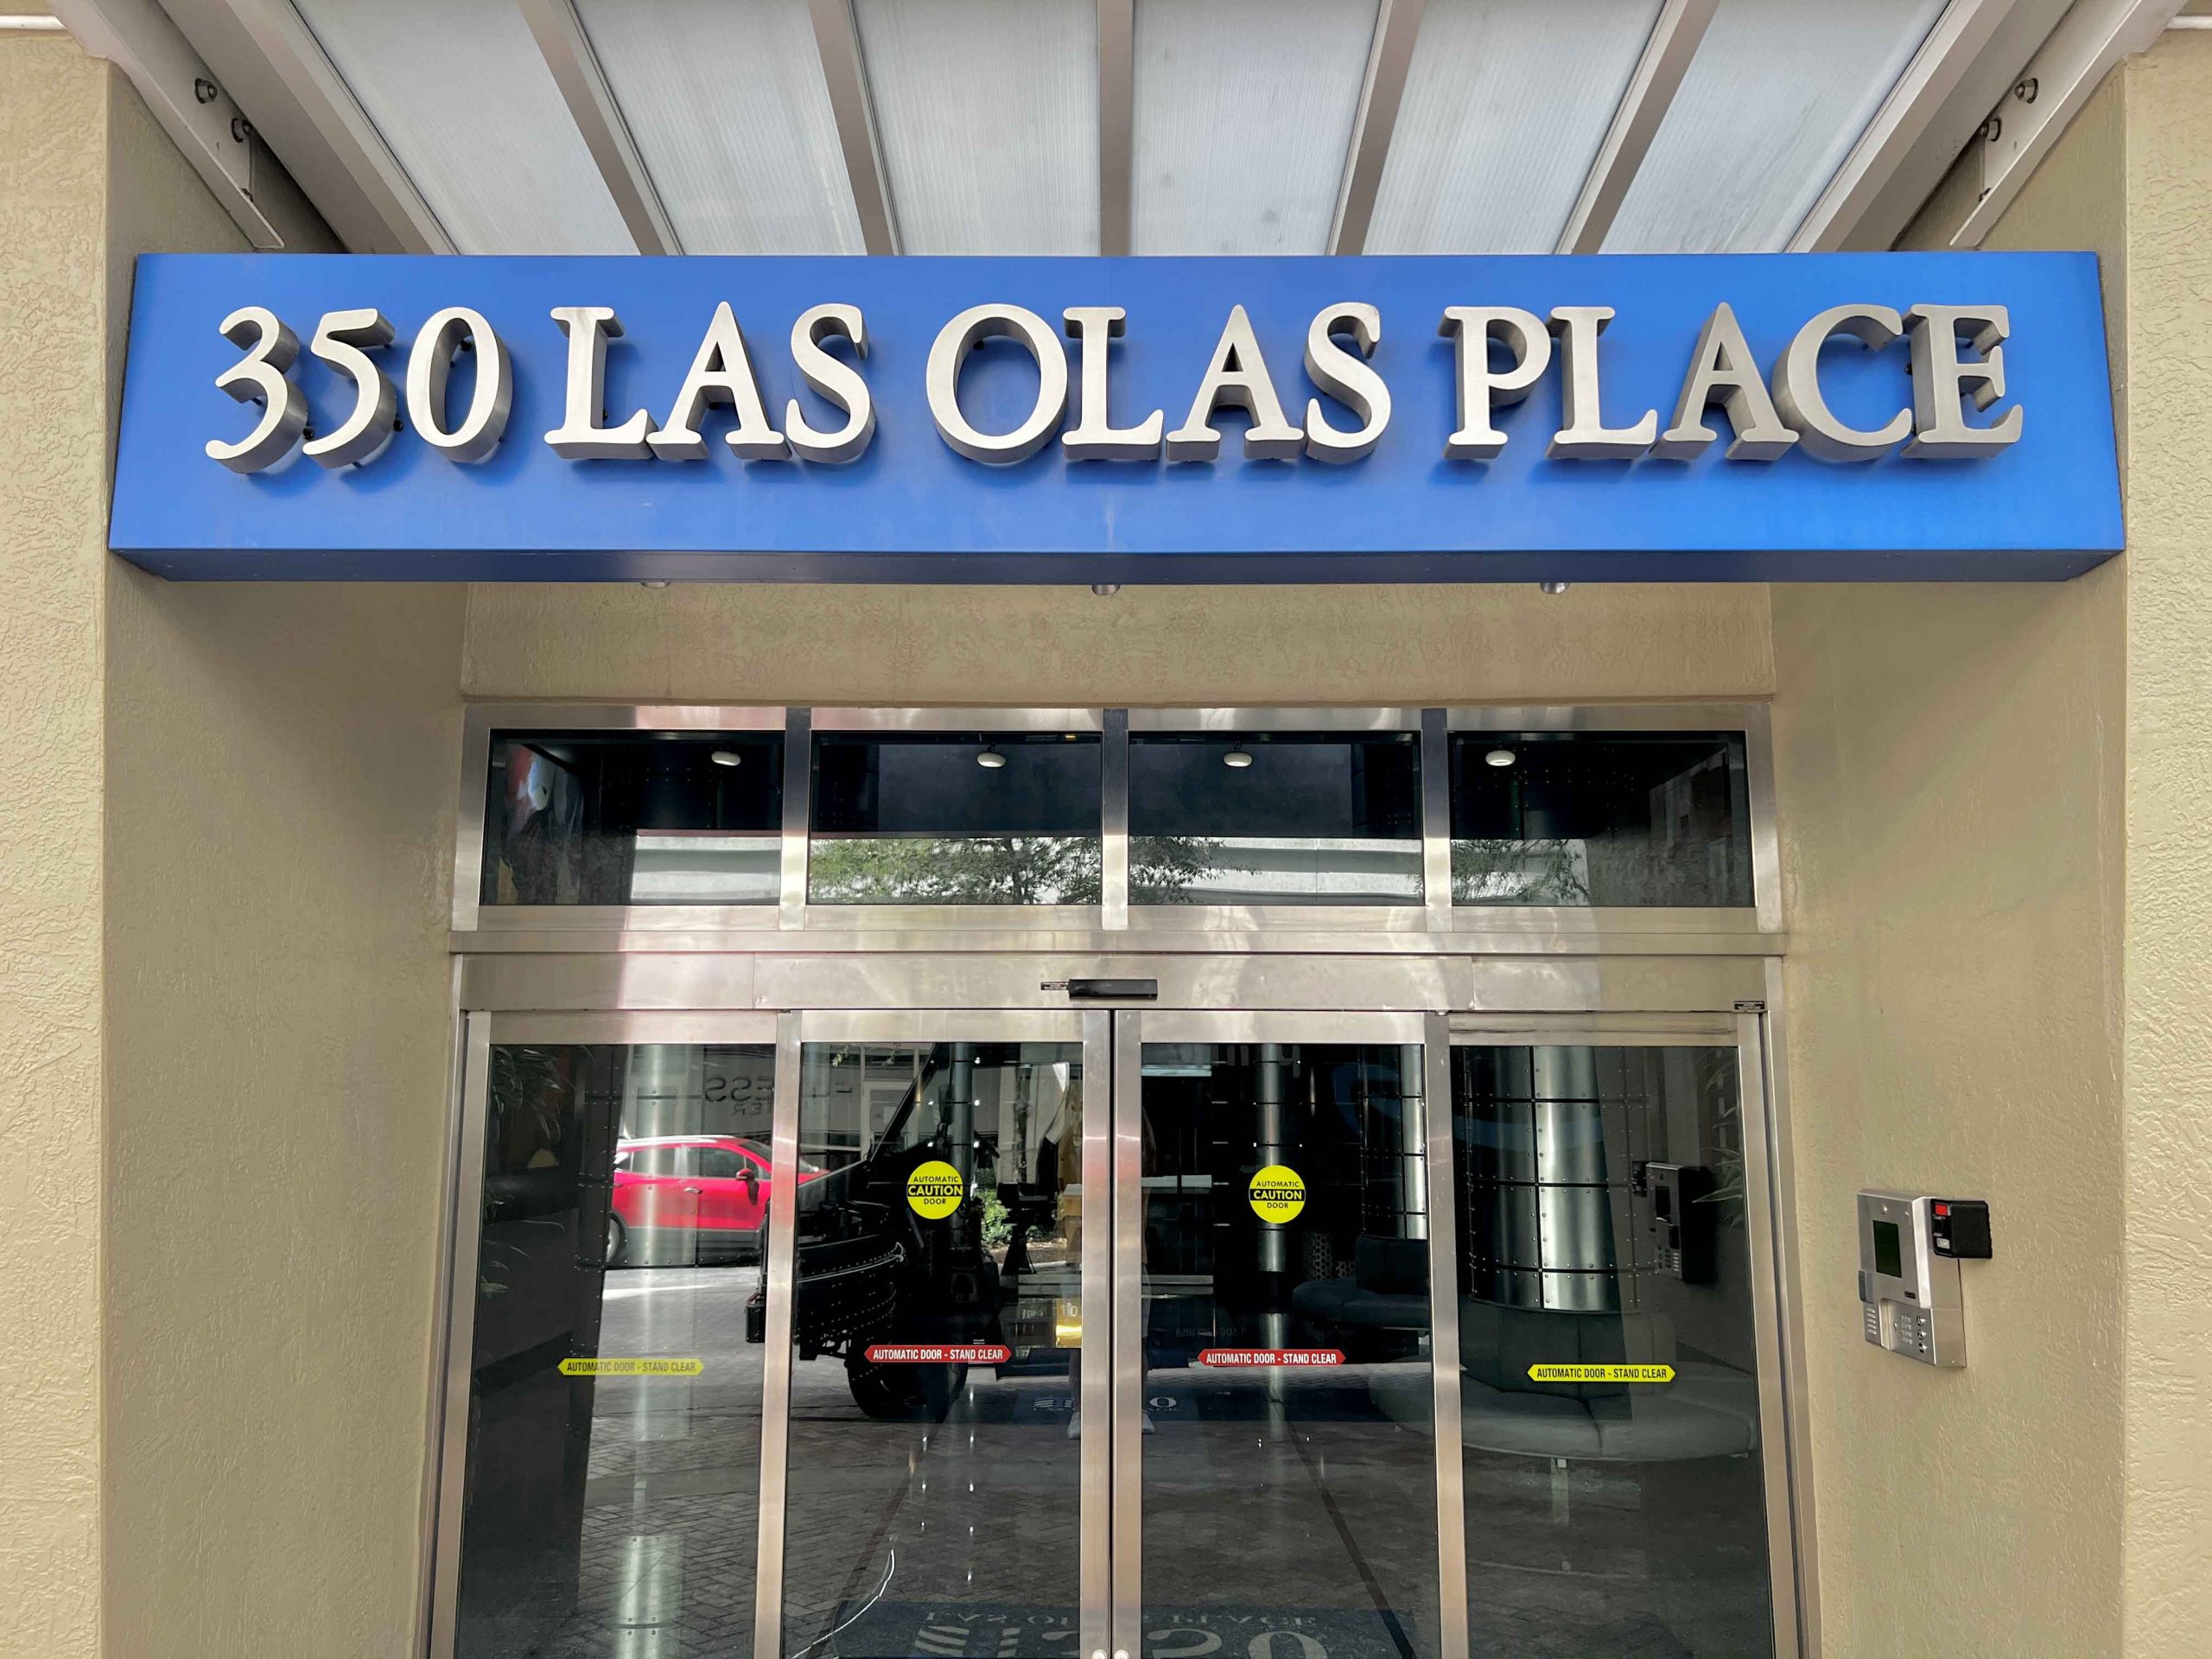 350 LAS OLAS PLACE
AUTOMATIC
CAUTION
DOOR
AUTOMATIC
CAUTION
DOOR
AUTOMATIC DOOR - STAND CLEAR
AUTOMATIC DOOR - STAND CLEAR
AUTOMATIC DOOR - STAND CLEAR
AUTOMATIC DOOR - STAND CLEAR